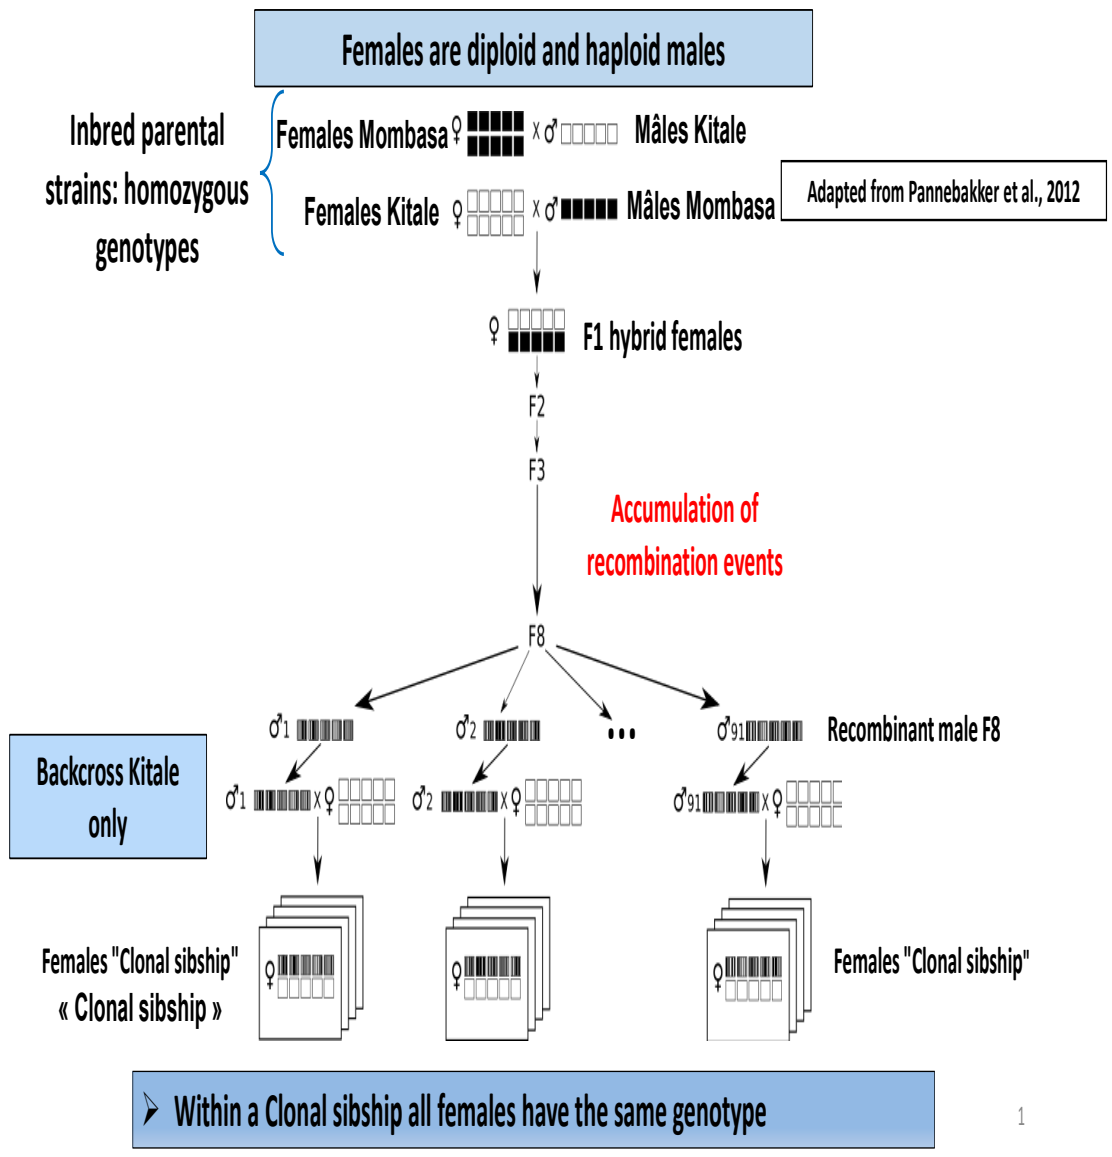 Females are diploid and haploid males
Inbred parental
strains: homozygous
genotypes
Females Mombasa ♀ x ♂ Mâles Kitale
Females Kitale ♀ x ♂ Mâles Mombasa
Adapted from Pannebakker et al., 2012
♀ F1 hybrid females
F2
F3
Accumulation of
recombination events
F8
♂1 ♂2 ... ♂91 Recombinant male F8
Backcross Kitale
only
♂1 x ♀ ♂2 x ♀ ♂91 x ♀
Females "Clonal sibship"
« Clonal sibship »
♀ ♀ ♀
Females "Clonal sibship"
➢ Within a Clonal sibship all females have the same genotype
1